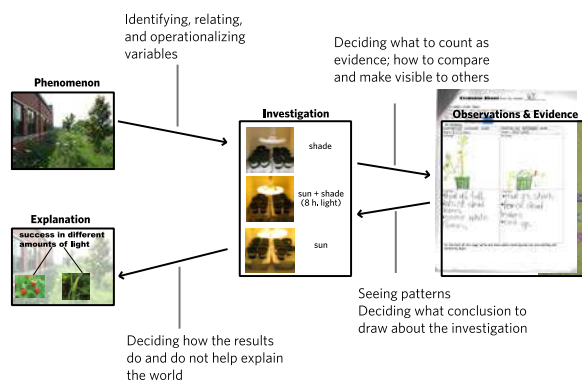 Identifying, relating,
and operationalizing
variables
Deciding what to count as
evidence; how to compare
and make visible to others
Phenomenon
Investigation
Observations & Evidence
shade
sun + shade
(8 h. light)
sun
Explanation
success in different
amounts of light
Seeing patterns
Deciding what conclusion to
draw about the investigation
Deciding how the results
do and do not help explain
the world